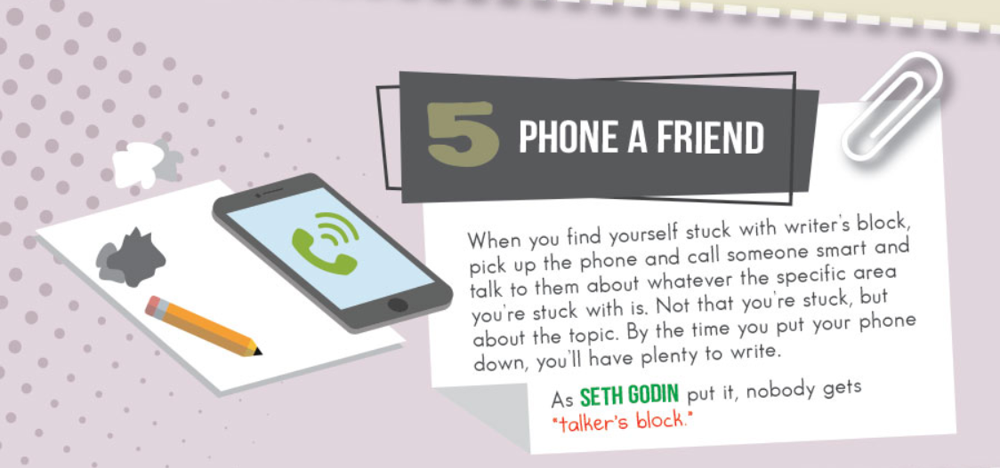 5 PHONE A FRIEND
When you find yourself stuck with writer's block,
pick up the phone and call someone smart and
talk to them about whatever the specific area
you're stuck with is. Not that you're stuck, but
about the topic. By the time you put your phone
down, you'll have plenty to write.
As SETH GODIN put it, nobody gets
"talker's block."